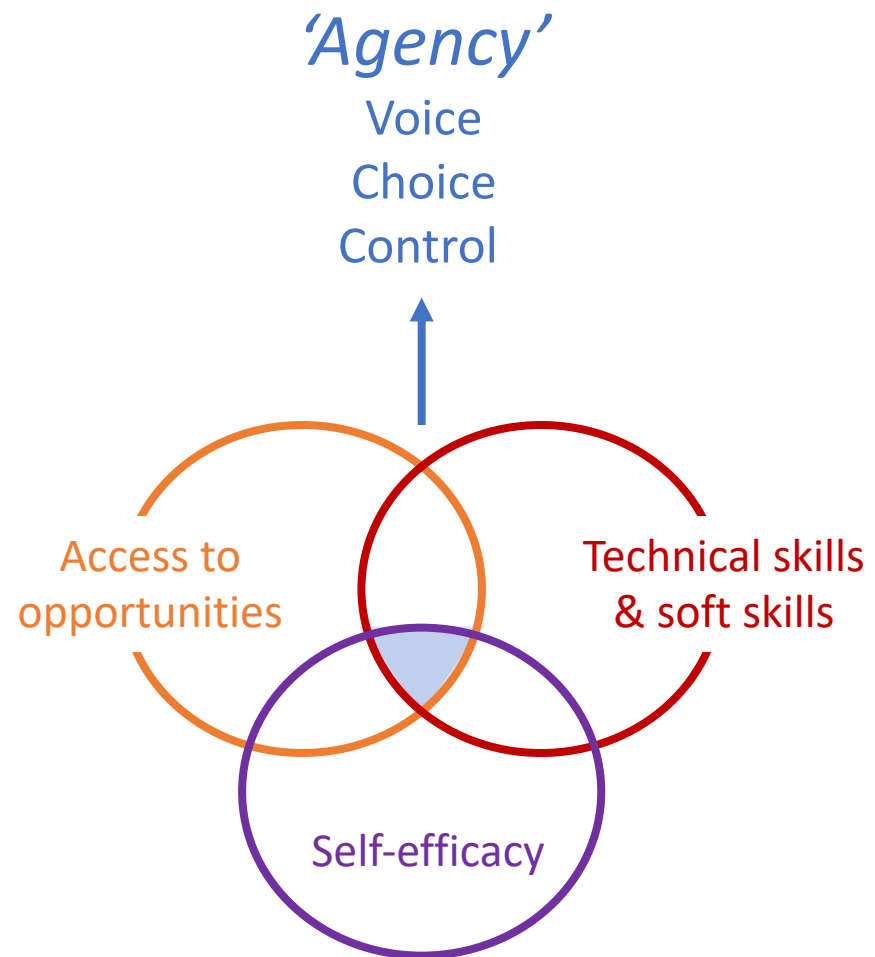 ‘Agency’
Voice
Choice
Control
Access to
opportunities
Technical skills
& soft skills
Self-efficacy